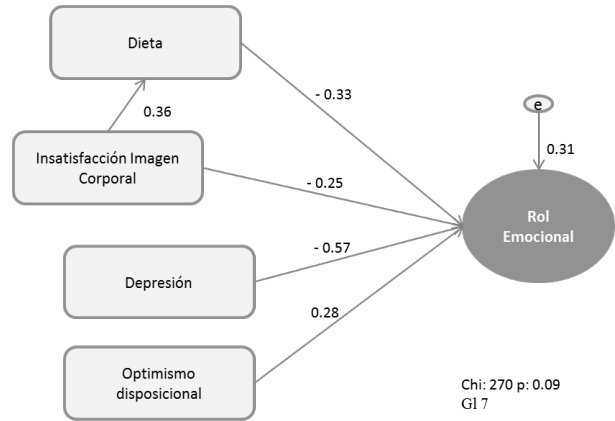 Dieta
- 0.33
0.36
e
0.31
Insatisfacción Imagen
Corporal
- 0.25
Rol
Emocional
- 0.57
Depresión
0.28
Optimismo
disposicional
Chi: 270 p: 0.09
Gl 7